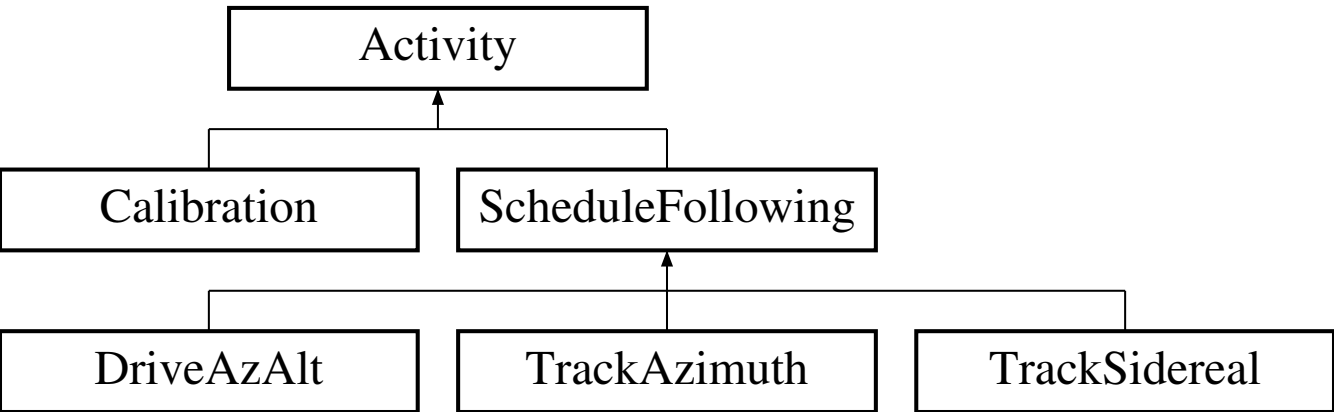 Activity
Calibration
ScheduleFollowing
DriveAzAlt
TrackAzimuth
TrackSidereal